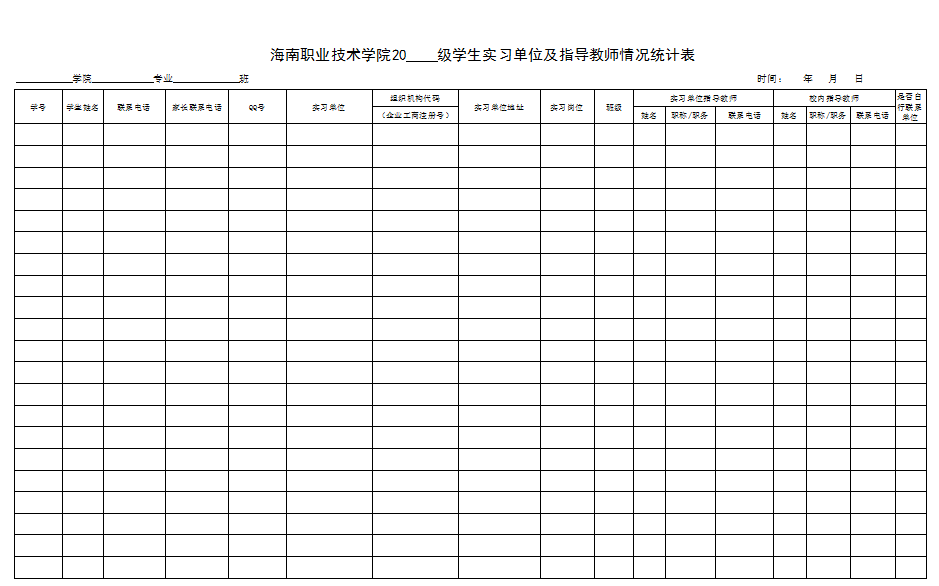 海南职业技术学院20____级学生实习单位及指导教师情况统计表
________学院________专业________班 时间： 年 月 日
学号 学生姓名 联系电话 家长联系电话 QQ号 实习单位 组织机构代码 实习单位地址 实习岗位 班级 实习单位指导教师 校内指导教师 是否自行联系单位
（企业工商注册号） 姓名 职称/职务 联系电话 姓名 职称/职务 联系电话